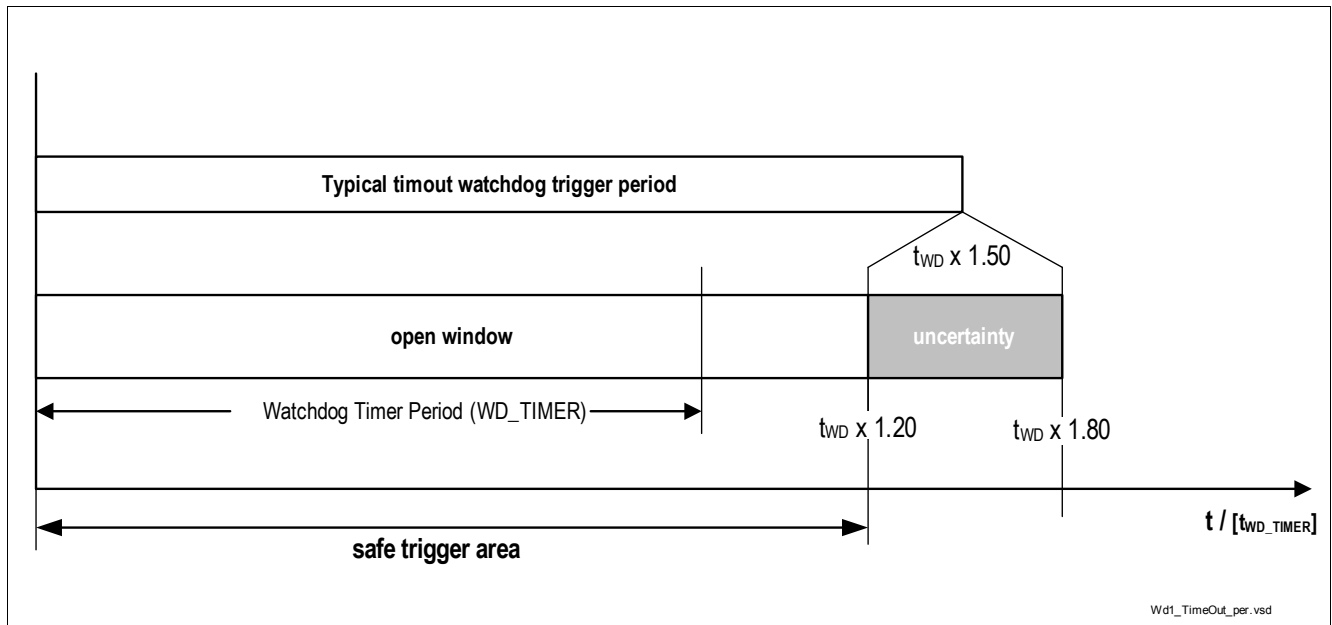 Typical timout watchdog trigger period
tWD x 1.50
open window
uncertainty
Watchdog Timer Period (WD_TIMER)
tWD x 1.20
tWD x 1.80
t / [tWD_TIMER]
safe trigger area
Wd1_TimeOut_per.vsd